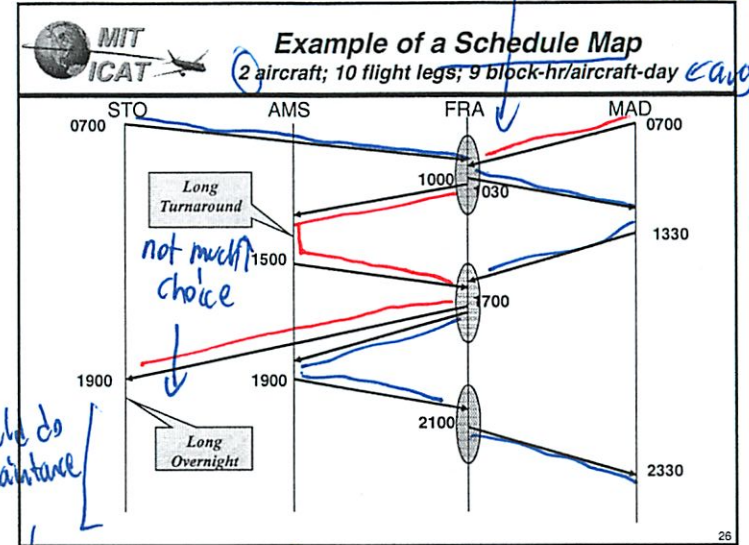 MIT
ICAT
Example of a Schedule Map
2 aircraft; 10 flight legs; 9 block-hr/aircraft-day
STO AMS FRA MAD
0700
0700
1000
1030
Long
Turnaround
not much
choice
1330
1500
1700
1900
1900
2100
Long
Overnight
do
2330
26